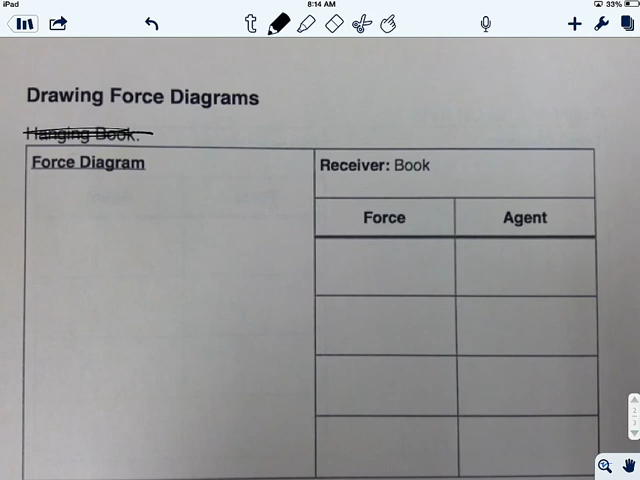 iPad
8:14 AM
33%
t
Drawing Force Diagrams
Hanging Book.
Force Diagram
Receiver: Book
Force
Agent
2
3